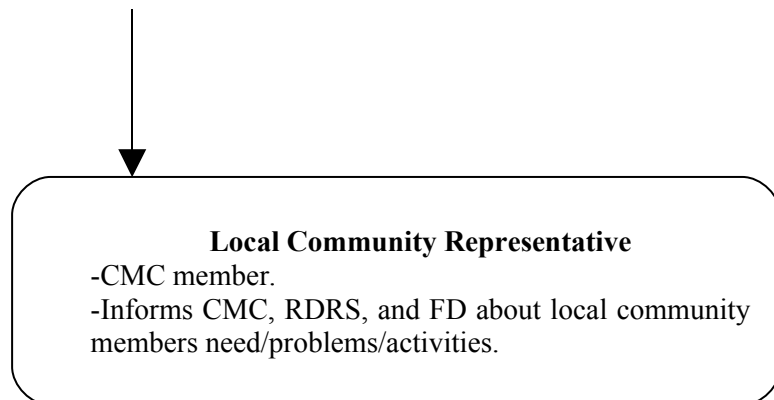 Local Community Representative
-CMC member.
-Informs CMC, RDRS, and FD about local community
members need/problems/activities.